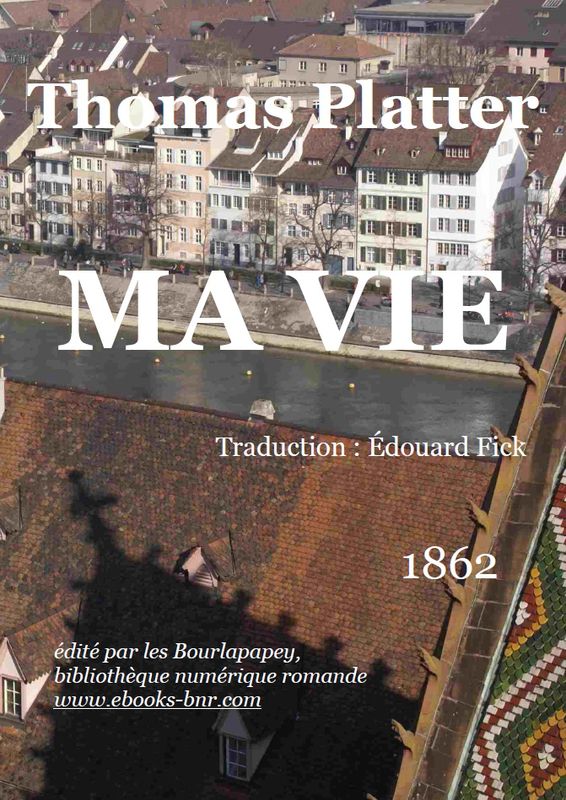 Thomas Platter
MA VIE
Traduction : Édouard Fick
1862
édité par les Bourlapapey,
bibliothèque numérique romande
www.ebooks-bnr.com